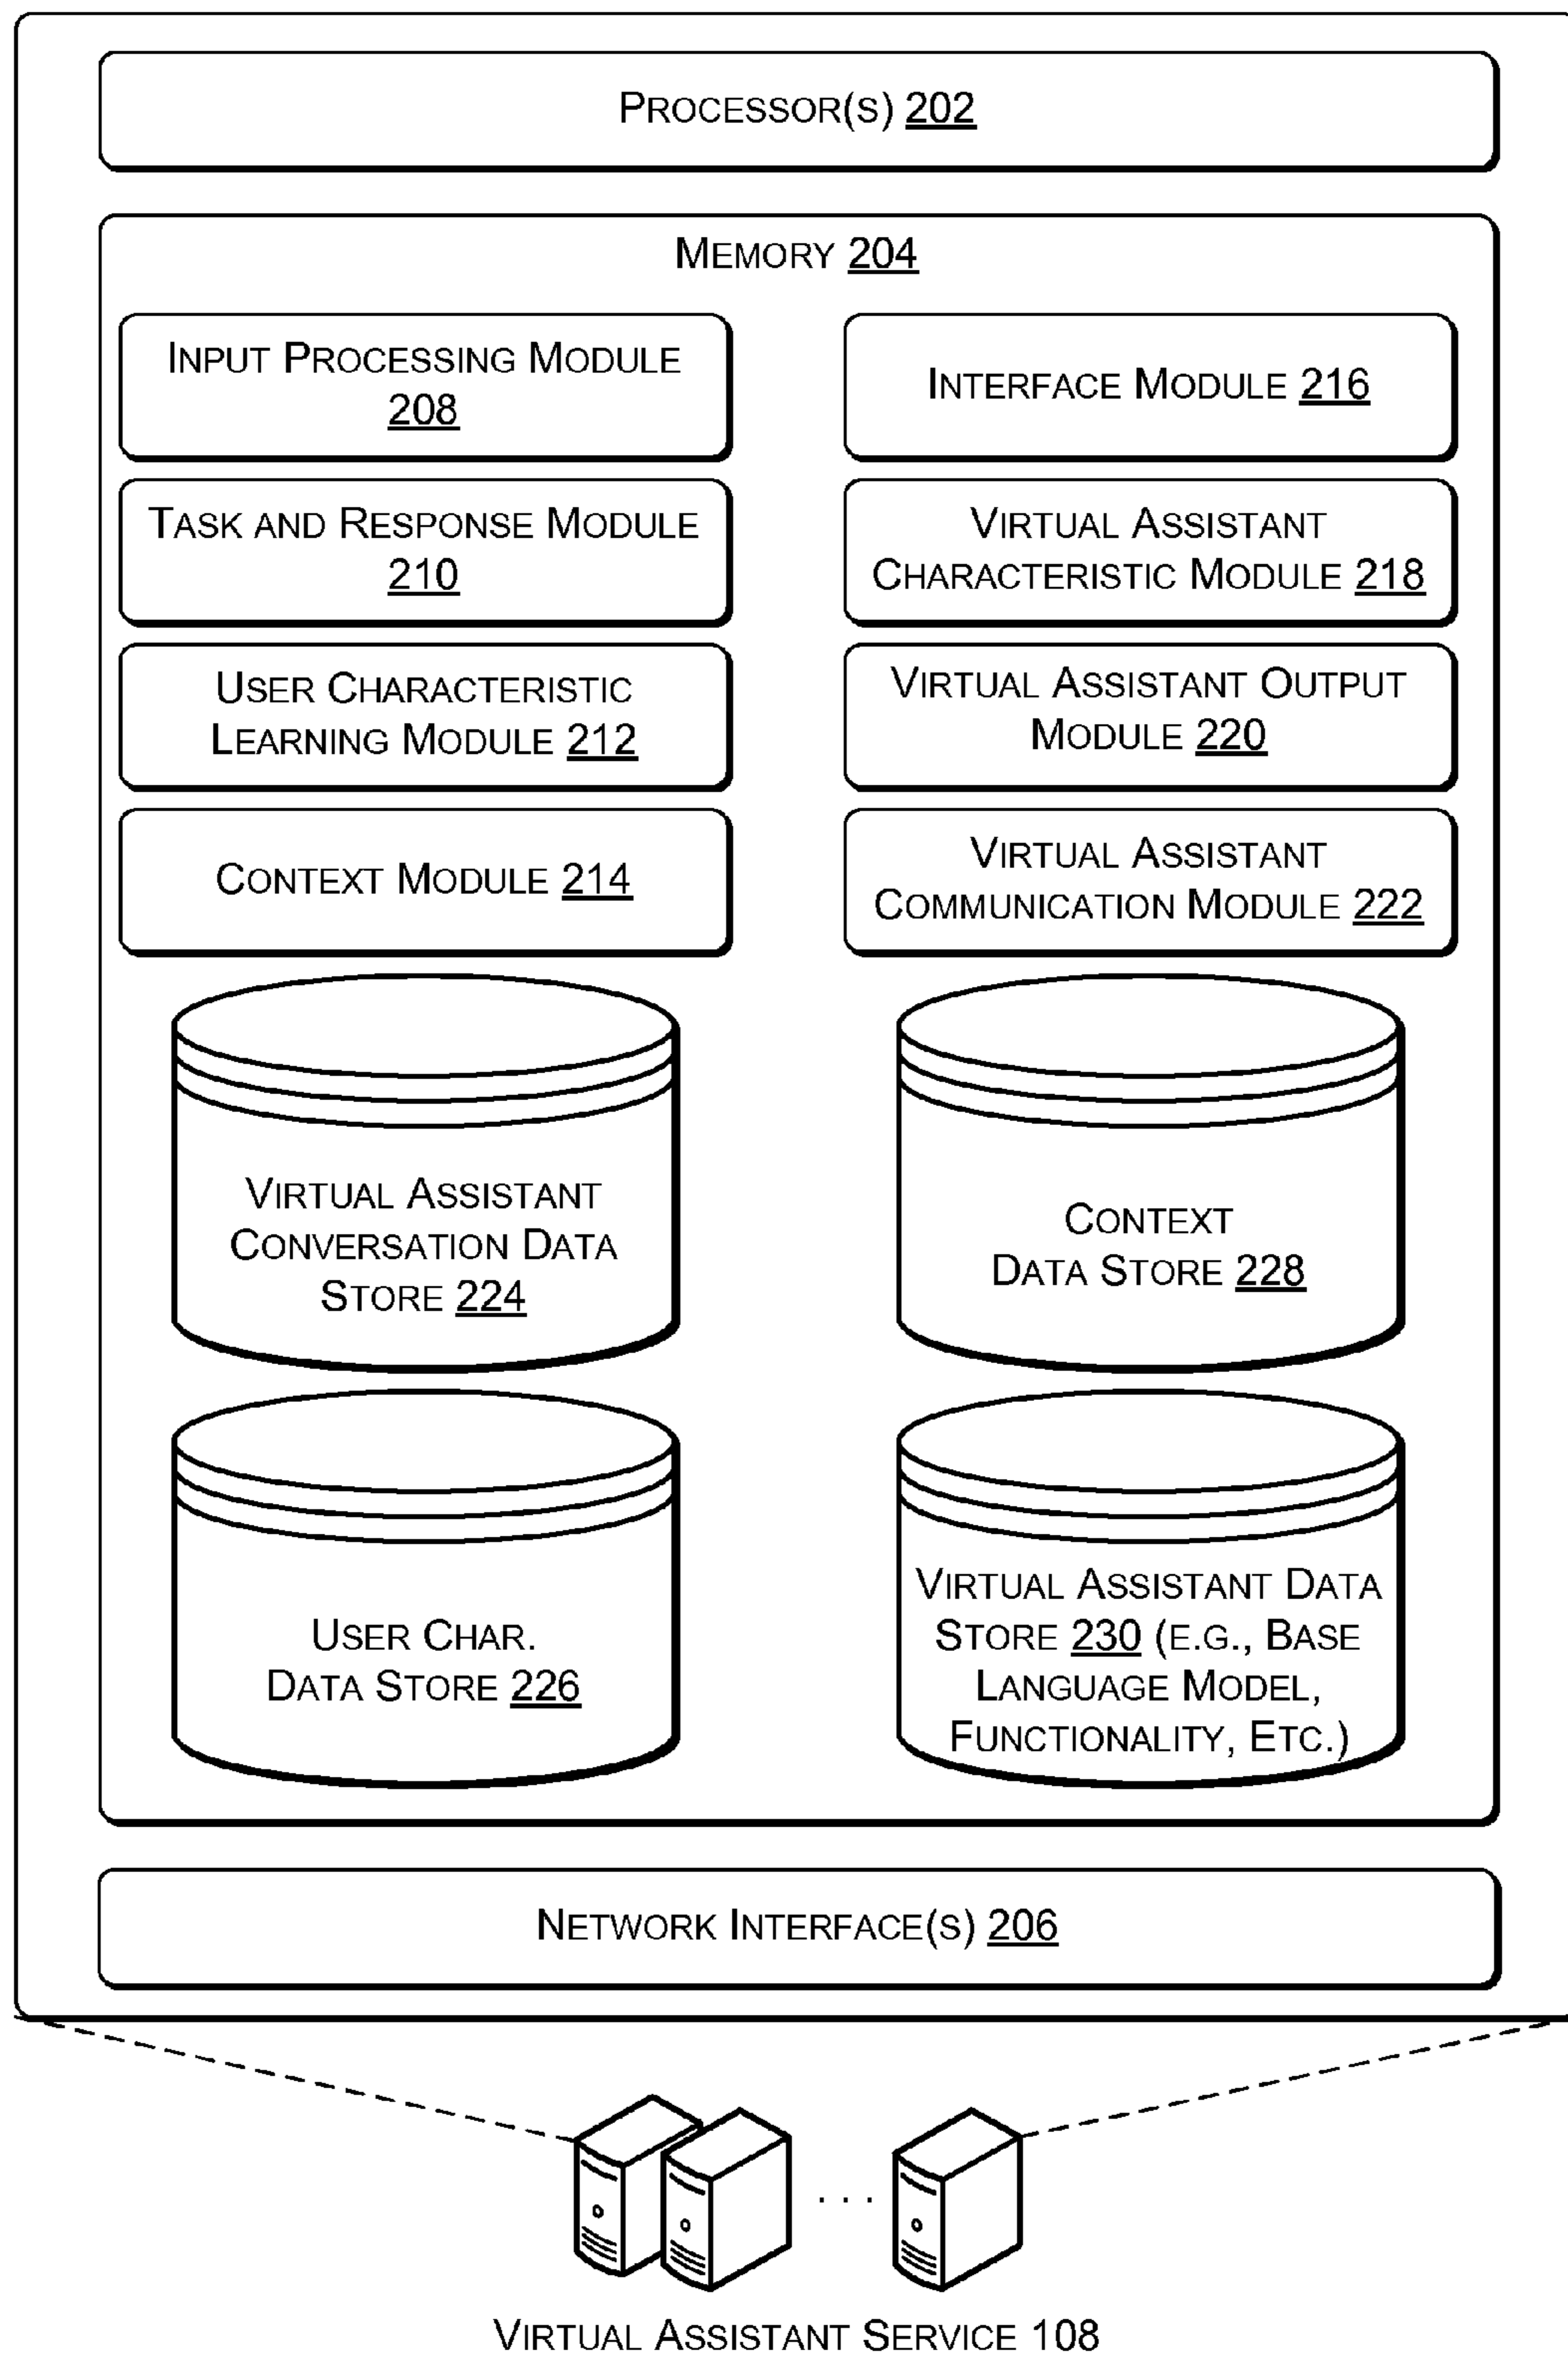 PROCESSOR(S) 202
MEMORY 204
INPUT PROCESSING MODULE
208
TASK AND RESPONSE MODULE
210
USER CHARACTERISTIC
LEARNING MODULE 212
CONTEXT MODULE 214
INTERFACE MODULE 216
VIRTUAL ASSISTANT
CHARACTERISTIC MODULE 218
VIRTUAL ASSISTANT OUTPUT
MODULE 220
VIRTUAL ASSISTANT
COMMUNICATION MODULE 222
VIRTUAL ASSISTANT
CONVERSATION DATA
STORE 224
CONTEXT
DATA STORE 228
USER CHAR.
DATA STORE 226
VIRTUAL ASSISTANT DATA
STORE 230 (E.G., BASE
LANGUAGE MODEL,
FUNCTIONALITY, ETC.)
NETWORK INTERFACE(S) 206
. . .
VIRTUAL ASSISTANT SERVICE 108